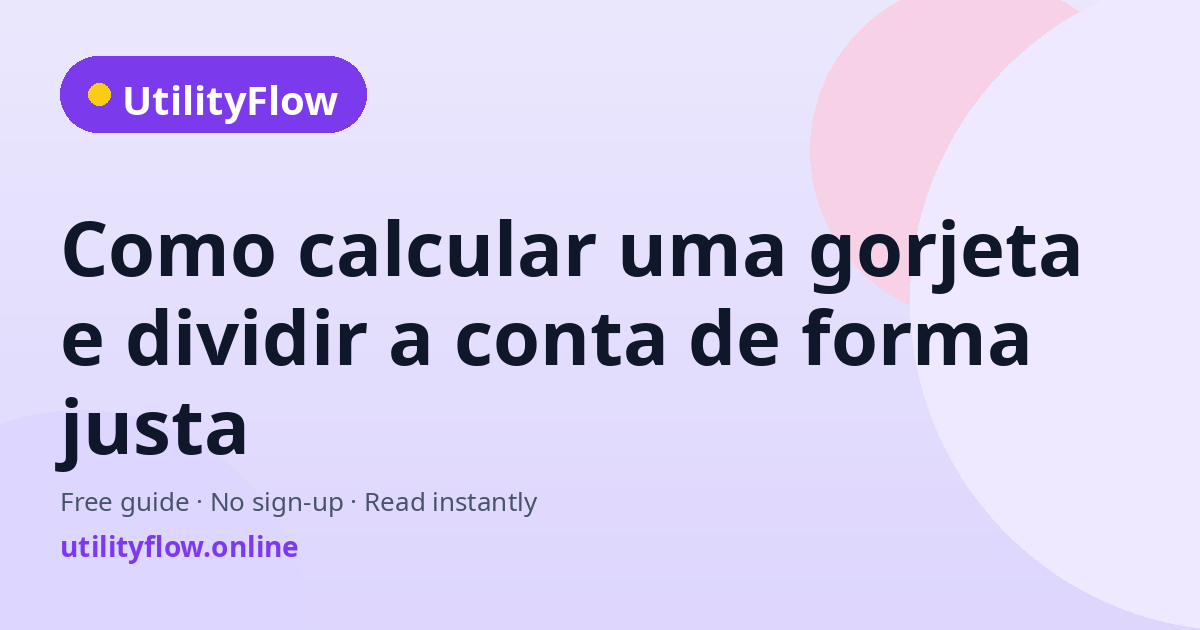 UtilityFlow
Como calcular uma gorjeta
e dividir a conta de forma
justa
Free guide · No sign-up · Read instantly
utilityflow.online